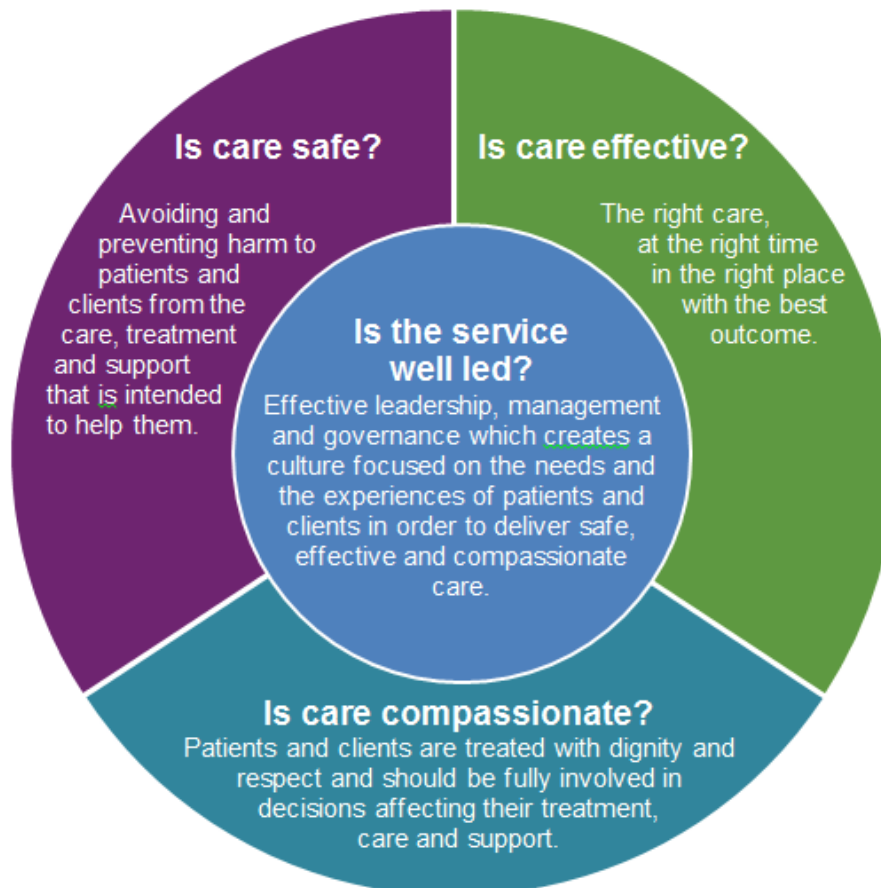 Is care safe?
Avoiding and
preventing harm to
patients and
clients from the
care, treatment
and support
that is intended
to help them.
Is care effective?
The right care,
at the right time
in the right place
with the best
outcome.
Is the service
well led?
Effective leadership, management
and governance which creates a
culture focused on the needs and
the experiences of patients and
clients in order to deliver safe,
effective and compassionate
care.
Is care compassionate?
Patients and clients are treated with dignity and
respect and should be fully involved in
decisions affecting their treatment,
care and support.